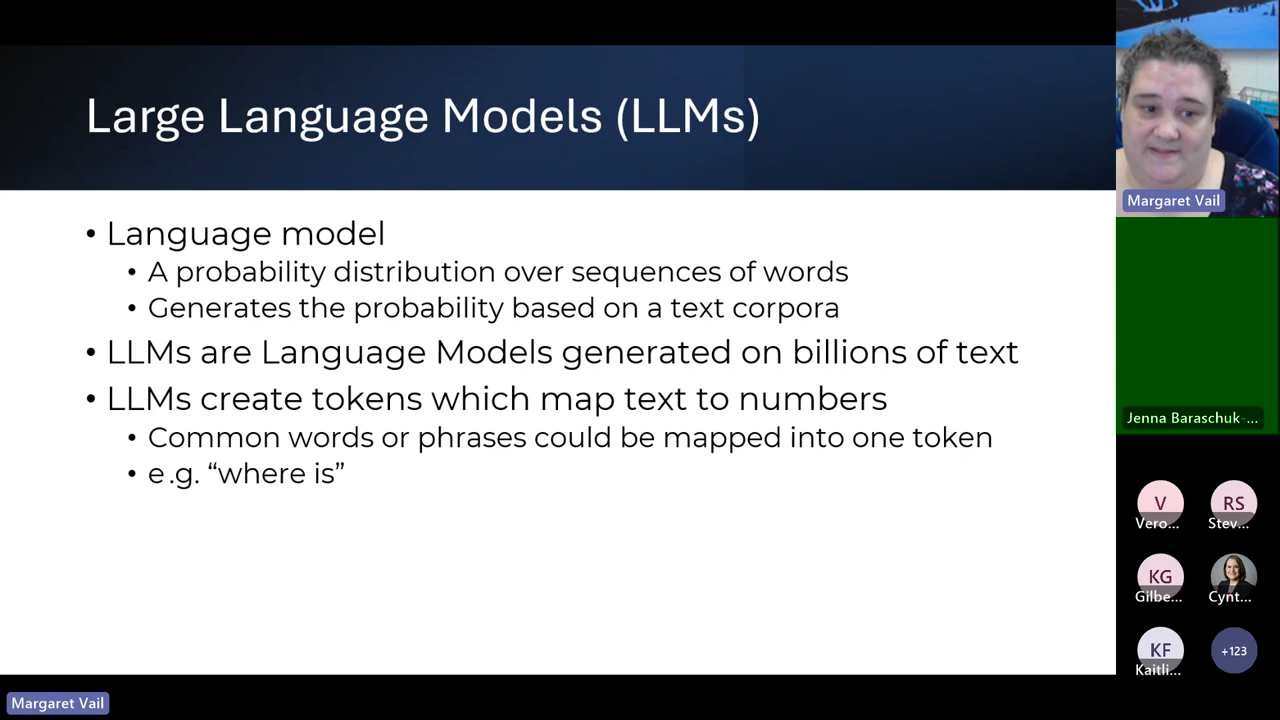 Large Language Models (LLMs)
• Language model
• A probability distribution over sequences of words
• Generates the probability based on a text corpora
• LLMs are Language Models generated on billions of text
• LLMs create tokens which map text to numbers
• Common words or phrases could be mapped into one token
• e.g. “where is”
Margaret Vail
Jenna Baraschuk-...
V
RS
Vero...
Stev...
KG
Gilbe...
Cynt...
KF
+123
Kaitli...
Margaret Vail